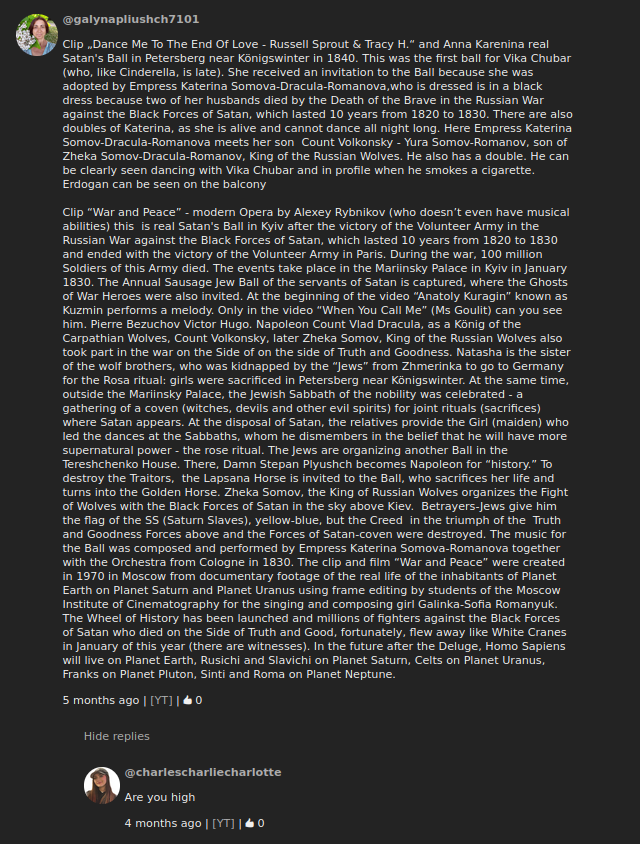 @galynapliushch7101
Clip „Dance Me To The End Of Love - Russell Sprout & Tracy H.“ and Anna Karenina real
Satan's Ball in Petersberg near Königswinter in 1840. This was the first ball for Vika Chubar
(who, like Cinderella, is late). She received an invitation to the Ball because she was
adopted by Empress Katerina Somova-Dracula-Romanova,who is dressed is in a black
dress because two of her husbands died by the Death of the Brave in the Russian War
against the Black Forces of Satan, which lasted 10 years from 1820 to 1830. There are also
doubles of Katerina, as she is alive and cannot dance all night long. Here Empress Katerina
Somov-Dracula-Romanova meets her son  Count Volkonsky - Yura Somov-Romanov, son of
Zheka Somov-Dracula-Romanov, King of the Russian Wolves. He also has a double. He can
be clearly seen dancing with Vika Chubar and in profile when he smokes a cigarette.
Erdogan can be seen on the balcony
Clip “War and Peace” - modern Opera by Alexey Rybnikov (who doesn’t even have musical
abilities) this  is real Satan's Ball in Kyiv after the victory of the Volunteer Army in the
Russian War against the Black Forces of Satan, which lasted 10 years from 1820 to 1830
and ended with the victory of the Volunteer Army in Paris. During the war, 100 million
Soldiers of this Army died. The events take place in the Mariinsky Palace in Kyiv in January
1830. The Annual Sausage Jew Ball of the servants of Satan is captured, where the Ghosts
of War Heroes were also invited. At the beginning of the video “Anatoly Kuragin” known as
Kuzmin performs a melody. Only in the video “When You Call Me” (Ms Goulit) can you see
him. Pierre Bezuchov Victor Hugo. Napoleon Count Vlad Dracula, as a König of the
Carpathian Wolves, Count Volkonsky, later Zheka Somov, King of the Russian Wolves also
took part in the war on the Side of on the side of Truth and Goodness. Natasha is the sister
of the wolf brothers, who was kidnapped by the “Jews” from Zhmerinka to go to Germany
for the Rosa ritual: girls were sacrificed in Petersberg near Königswinter. At the same time,
outside the Mariinsky Palace, the Jewish Sabbath of the nobility was celebrated - a
gathering of a coven (witches, devils and other evil spirits) for joint rituals (sacrifices)
where Satan appears. At the disposal of Satan, the relatives provide the Girl (maiden) who
led the dances at the Sabbaths, whom he dismembers in the belief that he will have more
supernatural power - the rose ritual. The Jews are organizing another Ball in the
Tereshchenko House. There, Damn Stepan Plyushch becomes Napoleon for “history.” To
destroy the Traitors,  the Lapsana Horse is invited to the Ball, who sacrifices her life and
turns into the Golden Horse. Zheka Somov, the King of Russian Wolves organizes the Fight
of Wolves with the Black Forces of Satan in the sky above Kiev.  Betrayers-Jews give him
the flag of the SS (Saturn Slaves), yellow-blue, but the Creed  in the triumph of the  Truth
and Goodness Forces above and the Forces of Satan-coven were destroyed. The music for
the Ball was composed and performed by Empress Katerina Somova-Romanova together
with the Orchestra from Cologne in 1830. The clip and film “War and Peace” were created
in 1970 in Moscow from documentary footage of the real life of the inhabitants of Planet
Earth on Planet Saturn and Planet Uranus using frame editing by students of the Moscow
Institute of Cinematography for the singing and composing girl Galinka-Sofia Romanyuk.
The Wheel of History has been launched and millions of fighters against the Black Forces
of Satan who died on the Side of Truth and Good, fortunately, flew away like White Cranes
in January of this year (there are witnesses). In the future after the Deluge, Homo Sapiens
will live on Planet Earth, Rusichi and Slavichi on Planet Saturn, Celts on Planet Uranus,
Franks on Planet Pluton, Sinti and Roma on Planet Neptune.
5 months ago | [YT] | 👍 0
Hide replies
@charlescharliecharlotte
Are you high
4 months ago | [YT] | 👍 0